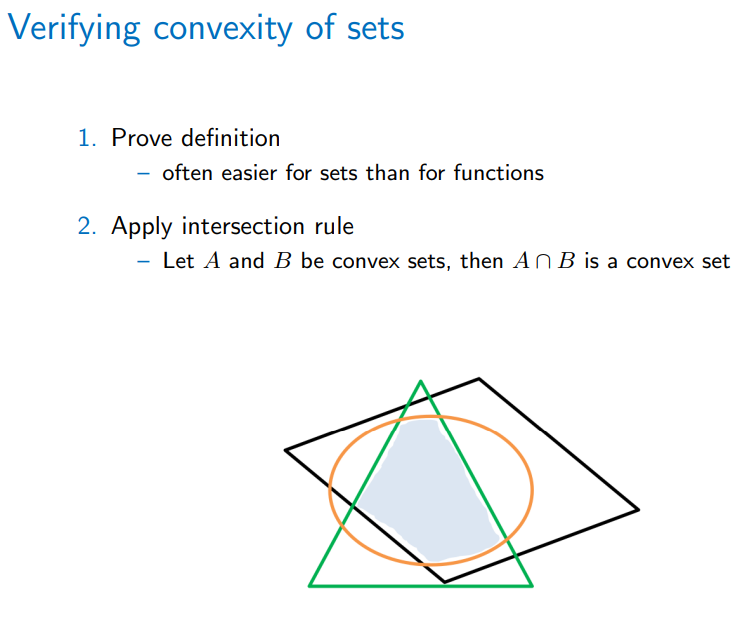 Verifying convexity of sets
1. Prove definition
– often easier for sets than for functions
2. Apply intersection rule
– Let A and B be convex sets, then A ∩ B is a convex set